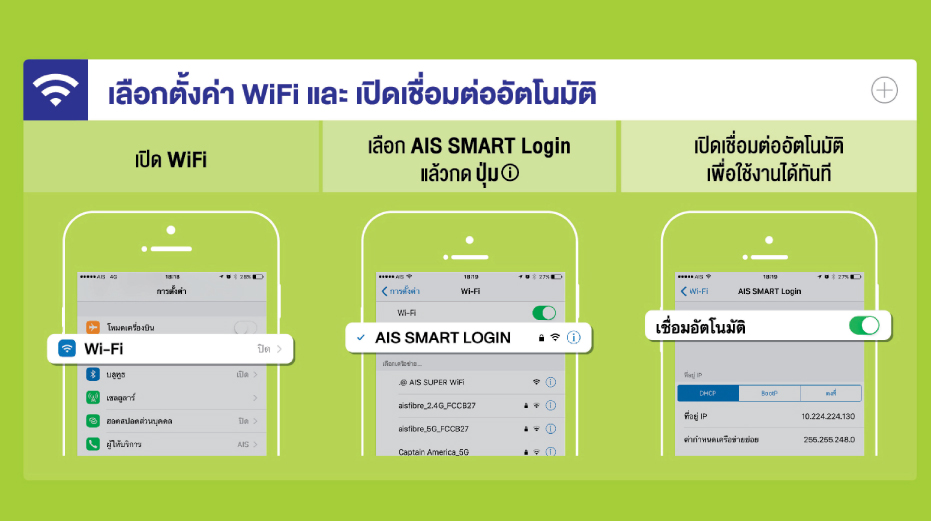 เลือกตั้งค่า WiFi และ เปิดเชื่อมต่ออัตโนมัติ
เปิด WiFi
เลือก AIS SMART Login
แล้วกด ปุ่ม ⓘ
เปิดเชื่อมต่ออัตโนมัติ
เพื่อใช้งานได้ทันที
AIS 4G 18:18 28%
การตั้งค่า
โหมดเครื่องบิน
Wi-Fi ปิด
บลูทูธ เปิด
เซลลูลาร์
ฮอตสปอตส่วนบุคคล ปิด
ผู้ให้บริการ AIS
AIS 18:19 27%
การตั้งค่า Wi-Fi
Wi-Fi
AIS SMART LOGIN
เลือกเครือข่าย...
.@ AIS SUPER WiFi
aisfibre_2.4G_FCCB27
aisfibre_5G_FCCB27
Captain America_5G
AIS 18:19 27%
Wi-Fi AIS SMART Login
เชื่อมอัตโนมัติ
ที่อยู่ IP
DHCP BootP คงที่
ที่อยู่ IP 10.224.224.130
ค่ากำหนดเครือข่ายย่อย 255.255.248.0